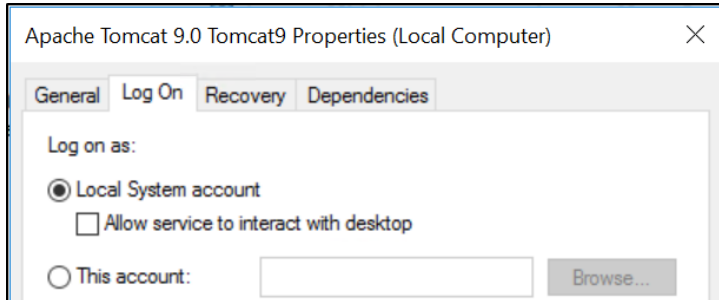 Apache Tomcat 9.0 Tomcat9 Properties (Local Computer)
General Log On Recovery Dependencies
Log on as:
Local System account
Allow service to interact with desktop
This account: Browse...